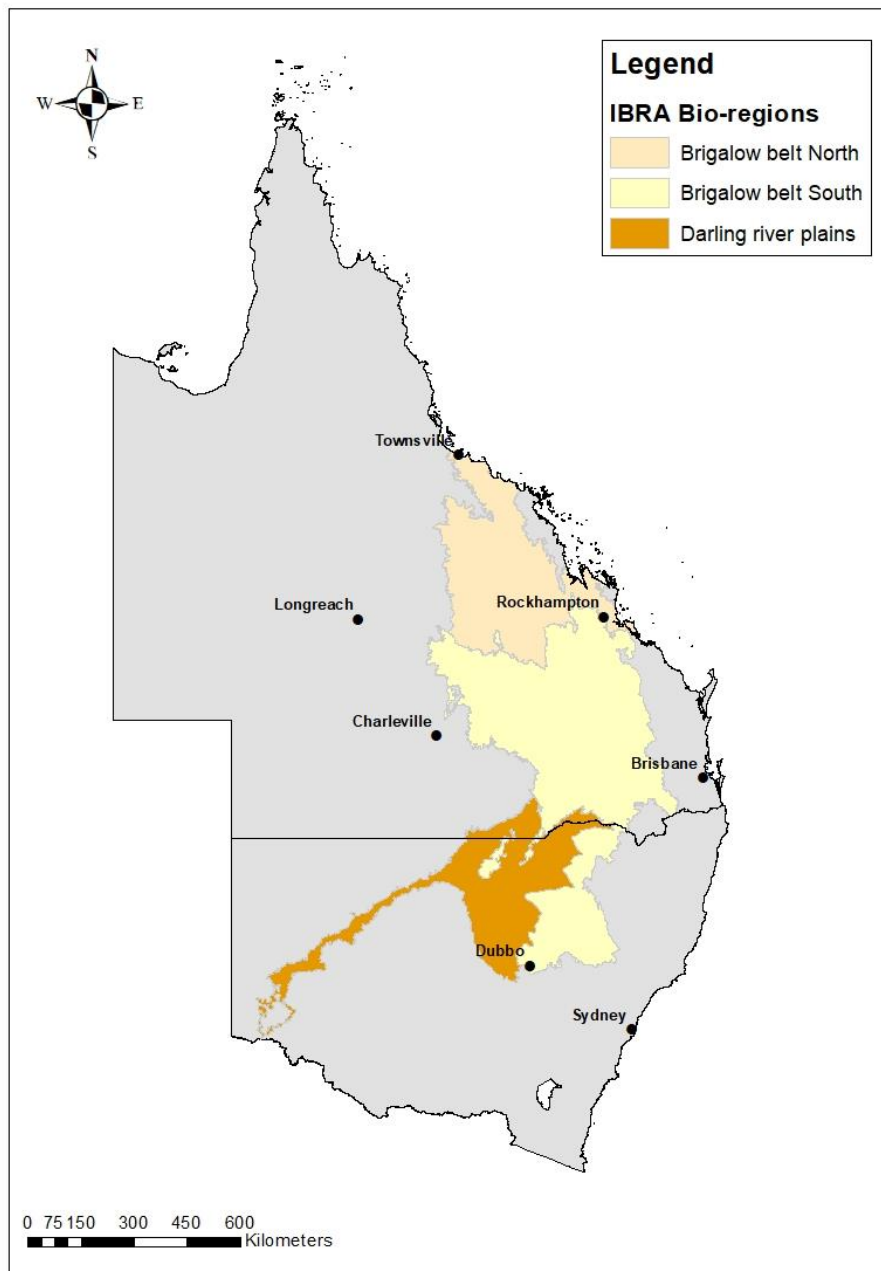 N
W E
S
Legend
IBRA Bio-regions
Brigalow belt North
Brigalow belt South
Darling river plains
Townsville
Longreach
Rockhampton
Charleville
Brisbane
Dubbo
Sydney
0 75 150 300 450 600
Kilometers